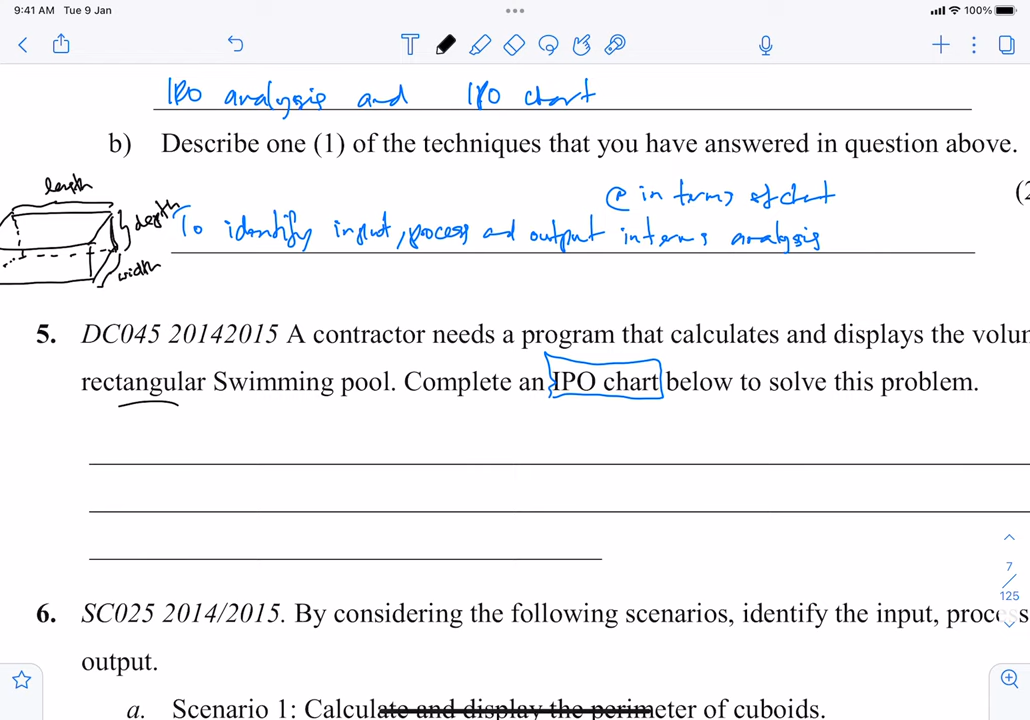 9:41 AM Tue 9 Jan
100%
IPO analysis and IPO chart
b) Describe one (1) of the techniques that you have answered in question above.
length
depth
width
@ in terms of chart
(2
To identify input, process and output interms analysis
5. DC045 20142015 A contractor needs a program that calculates and displays the volum
rectangular Swimming pool. Complete an IPO chart below to solve this problem.
7
/
125
6. SC025 2014/2015. By considering the following scenarios, identify the input, process
output.
a. Scenario 1: Calculate and display the perimeter of cuboids.